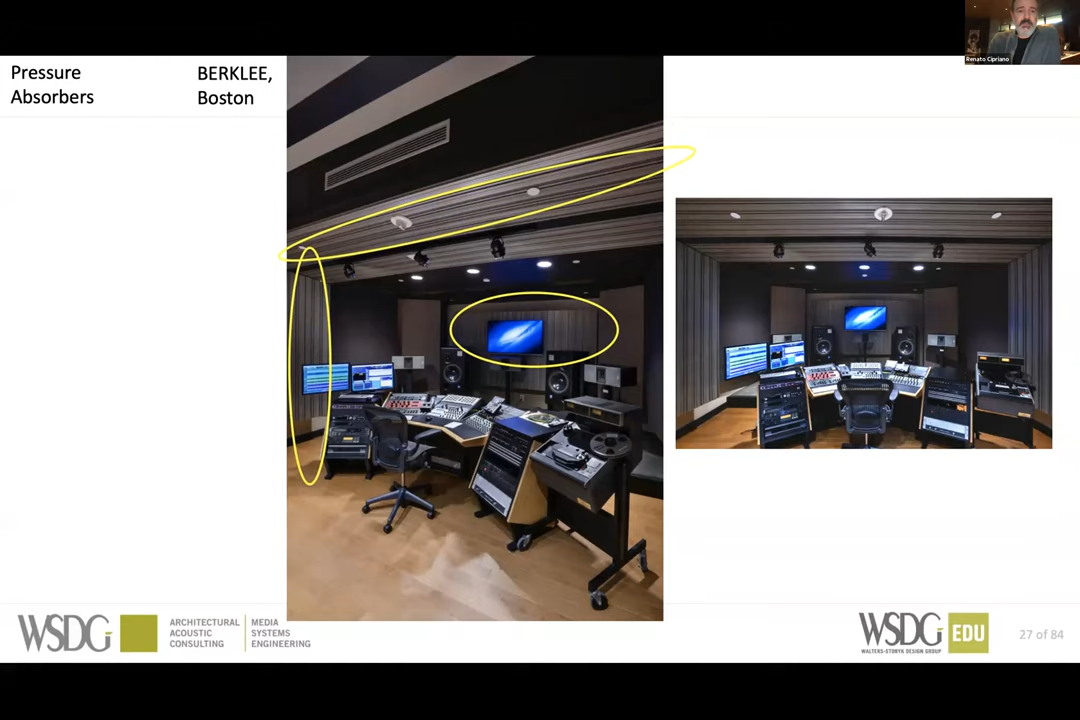 Renato Cipriano
Pressure
Absorbers
BERKLEE,
Boston
WSDG
ARCHITECTURAL
ACOUSTIC
CONSULTING
MEDIA
SYSTEMS
ENGINEERING
WSDG EDU
WALTERS-STORYK DESIGN GROUP
27 of 84